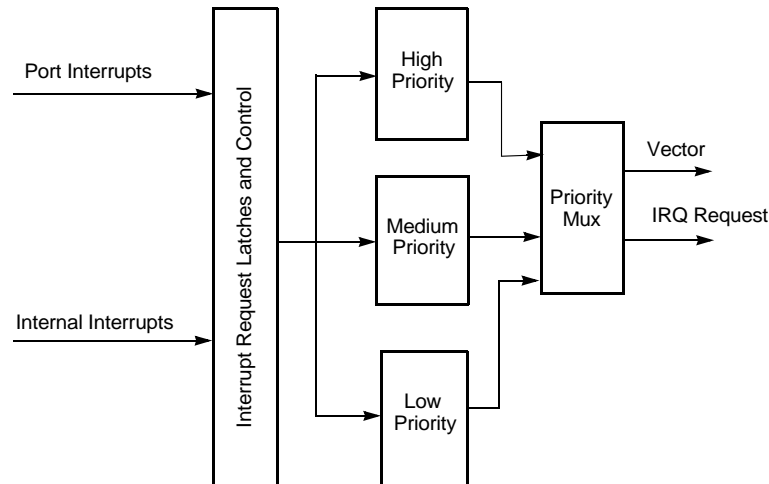 Port Interrupts
Internal Interrupts
Interrupt Request Latches and Control
High
Priority
Medium
Priority
Low
Priority
Priority
Mux
Vector
IRQ Request